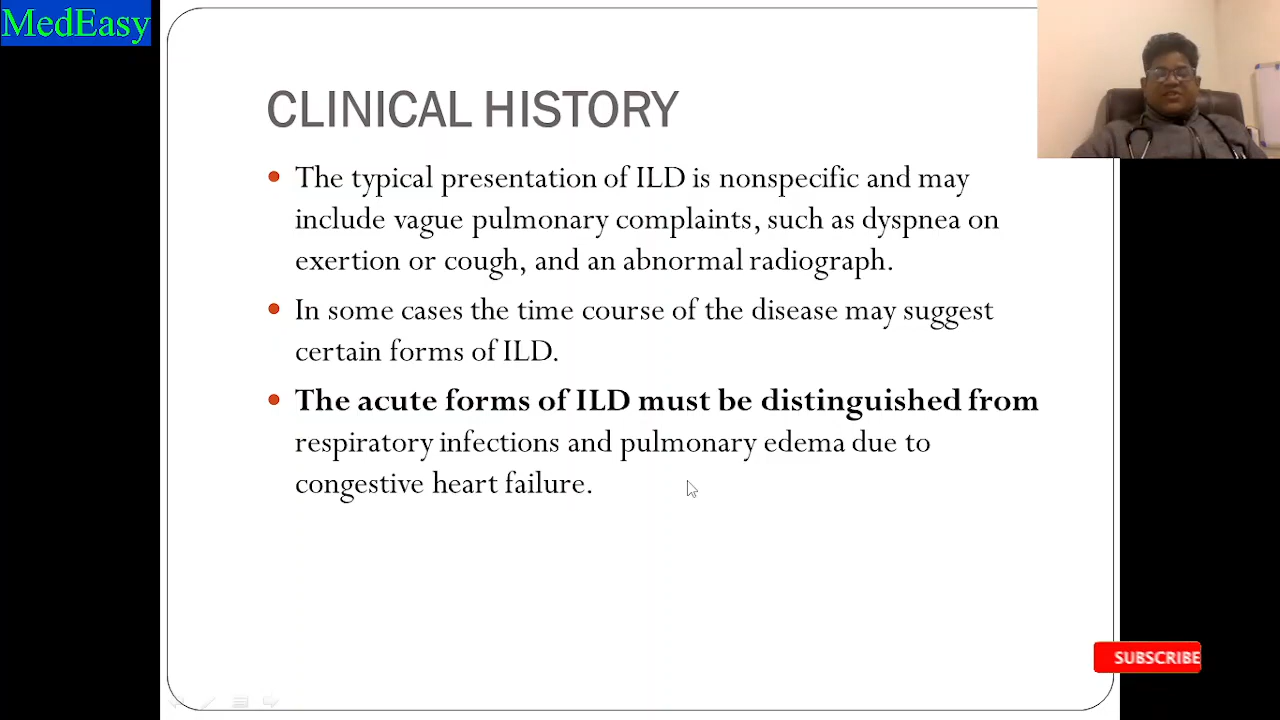 MedEasy
CLINICAL HISTORY
• The typical presentation of ILD is nonspecific and may
include vague pulmonary complaints, such as dyspnea on
exertion or cough, and an abnormal radiograph.
• In some cases the time course of the disease may suggest
certain forms of ILD.
• The acute forms of ILD must be distinguished from
respiratory infections and pulmonary edema due to
congestive heart failure.
SUBSCRIBE